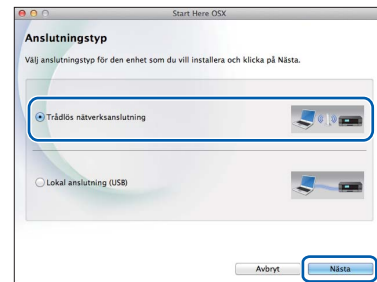 Start Here OSX
Anslutningstyp
Välj anslutningstyp för den enhet som du vill installera och klicka på Nästa.
Trådlös nätverksanslutning
Lokal anslutning (USB)
Avbryt
Nästa